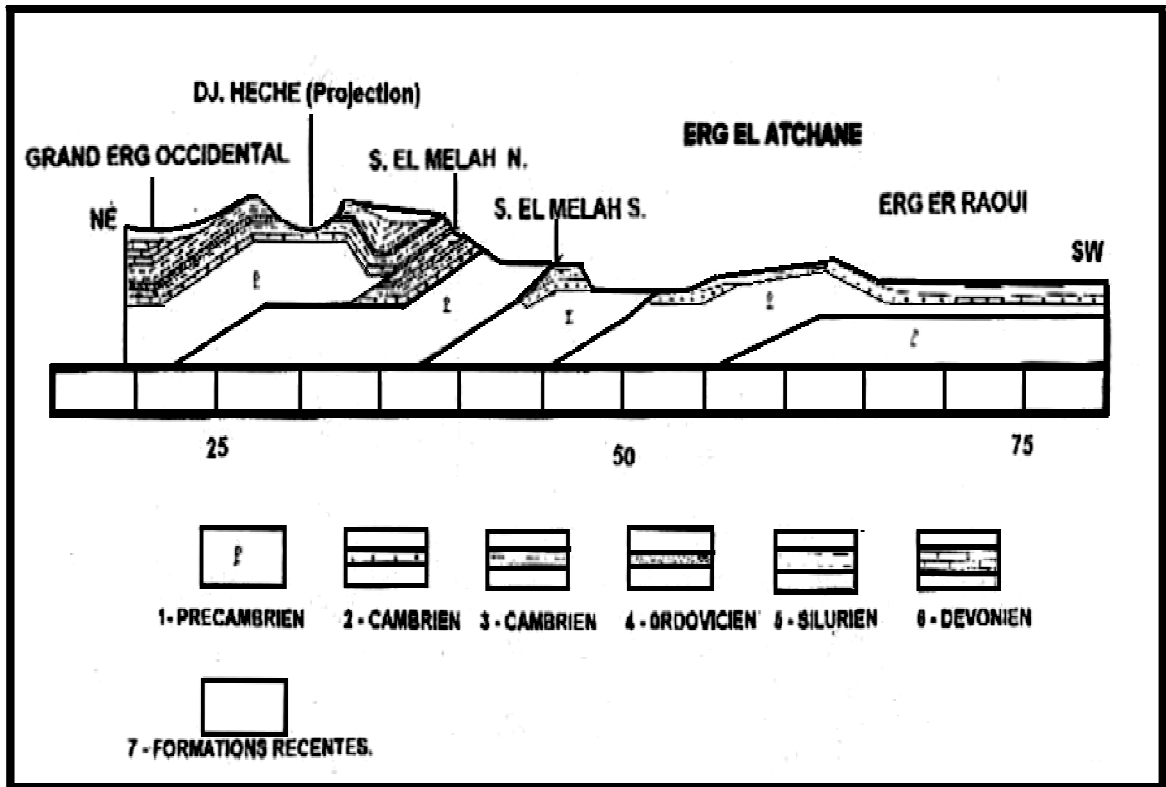 DJ. HECHE (Projection)
ERG EL ATCHANE
GRAND ERG OCCIDENTAL
S. EL MELAH N.
S. EL MELAH S.
ERG ER RAOUI
NE
SW
P
P
P
25
50
75
P
1 - PRECAMBRIEN
2 - CAMBRIEN
3 - CAMBRIEN
4 - ORDOVICIEN
5 - SILURIEN
6 - DEVONIEN
7 - FORMATIONS RECENTES.